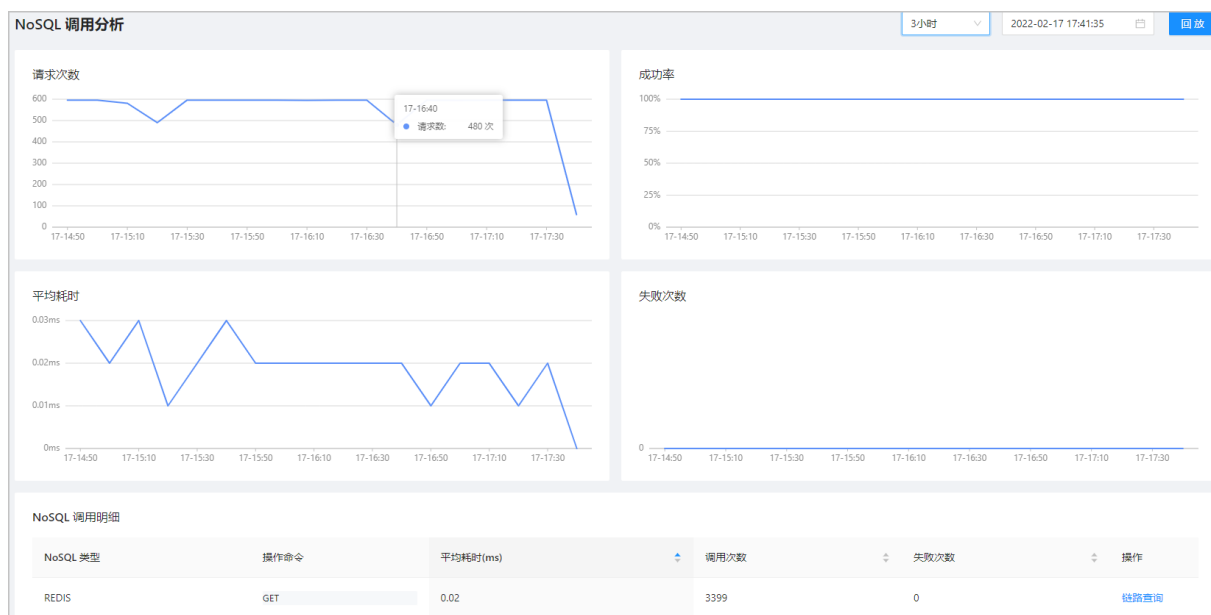 NoSQL 调用分析
3小时
2022-02-17 17:41:35
回放
请求次数
600
500
400
300
200
100
0
17-14:50 17-15:10 17-15:30 17-15:50 17-16:10 17-16:30 17-16:50 17-17:10 17-17:30
17-16:40
请求数: 480 次
成功率
100%
75%
50%
25%
0%
17-14:50 17-15:10 17-15:30 17-15:50 17-16:10 17-16:30 17-16:50 17-17:10 17-17:30
平均耗时
0.03ms
0.02ms
0.01ms
0ms
17-14:50 17-15:10 17-15:30 17-15:50 17-16:10 17-16:30 17-16:50 17-17:10 17-17:30
失败次数
0
17-14:50 17-15:10 17-15:30 17-15:50 17-16:10 17-16:30 17-16:50 17-17:10 17-17:30
NoSQL 调用明细
NoSQL 类型 操作命令 平均耗时(ms) 调用次数 失败次数 操作
REDIS GET 0.02 3399 0 链路查询